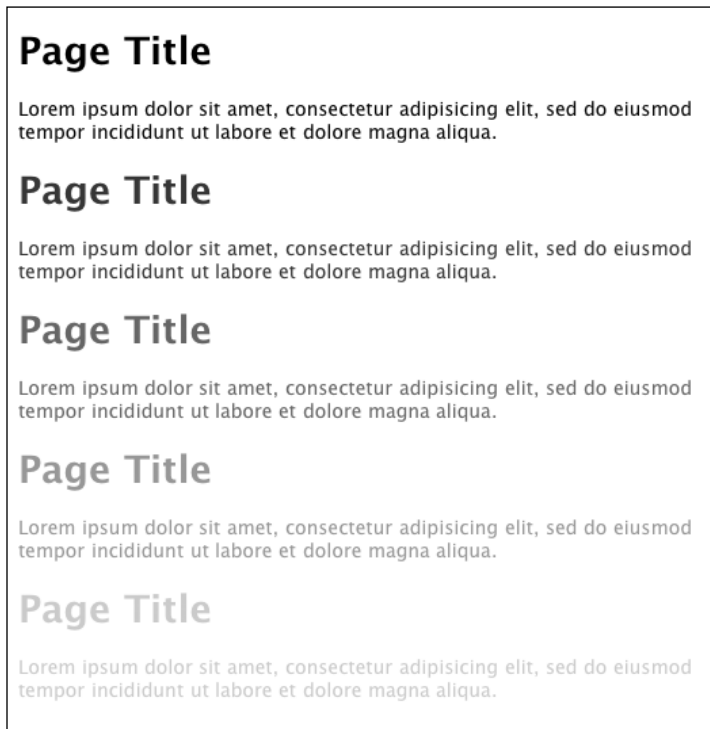 Page Title
Lorem ipsum dolor sit amet, consectetur adipisicing elit, sed do eiusmod
tempor incididunt ut labore et dolore magna aliqua.
Page Title
Lorem ipsum dolor sit amet, consectetur adipisicing elit, sed do eiusmod
tempor incididunt ut labore et dolore magna aliqua.
Page Title
Lorem ipsum dolor sit amet, consectetur adipisicing elit, sed do eiusmod
tempor incididunt ut labore et dolore magna aliqua.
Page Title
Lorem ipsum dolor sit amet, consectetur adipisicing elit, sed do eiusmod
tempor incididunt ut labore et dolore magna aliqua.
Page Title
Lorem ipsum dolor sit amet, consectetur adipisicing elit, sed do eiusmod
tempor incididunt ut labore et dolore magna aliqua.